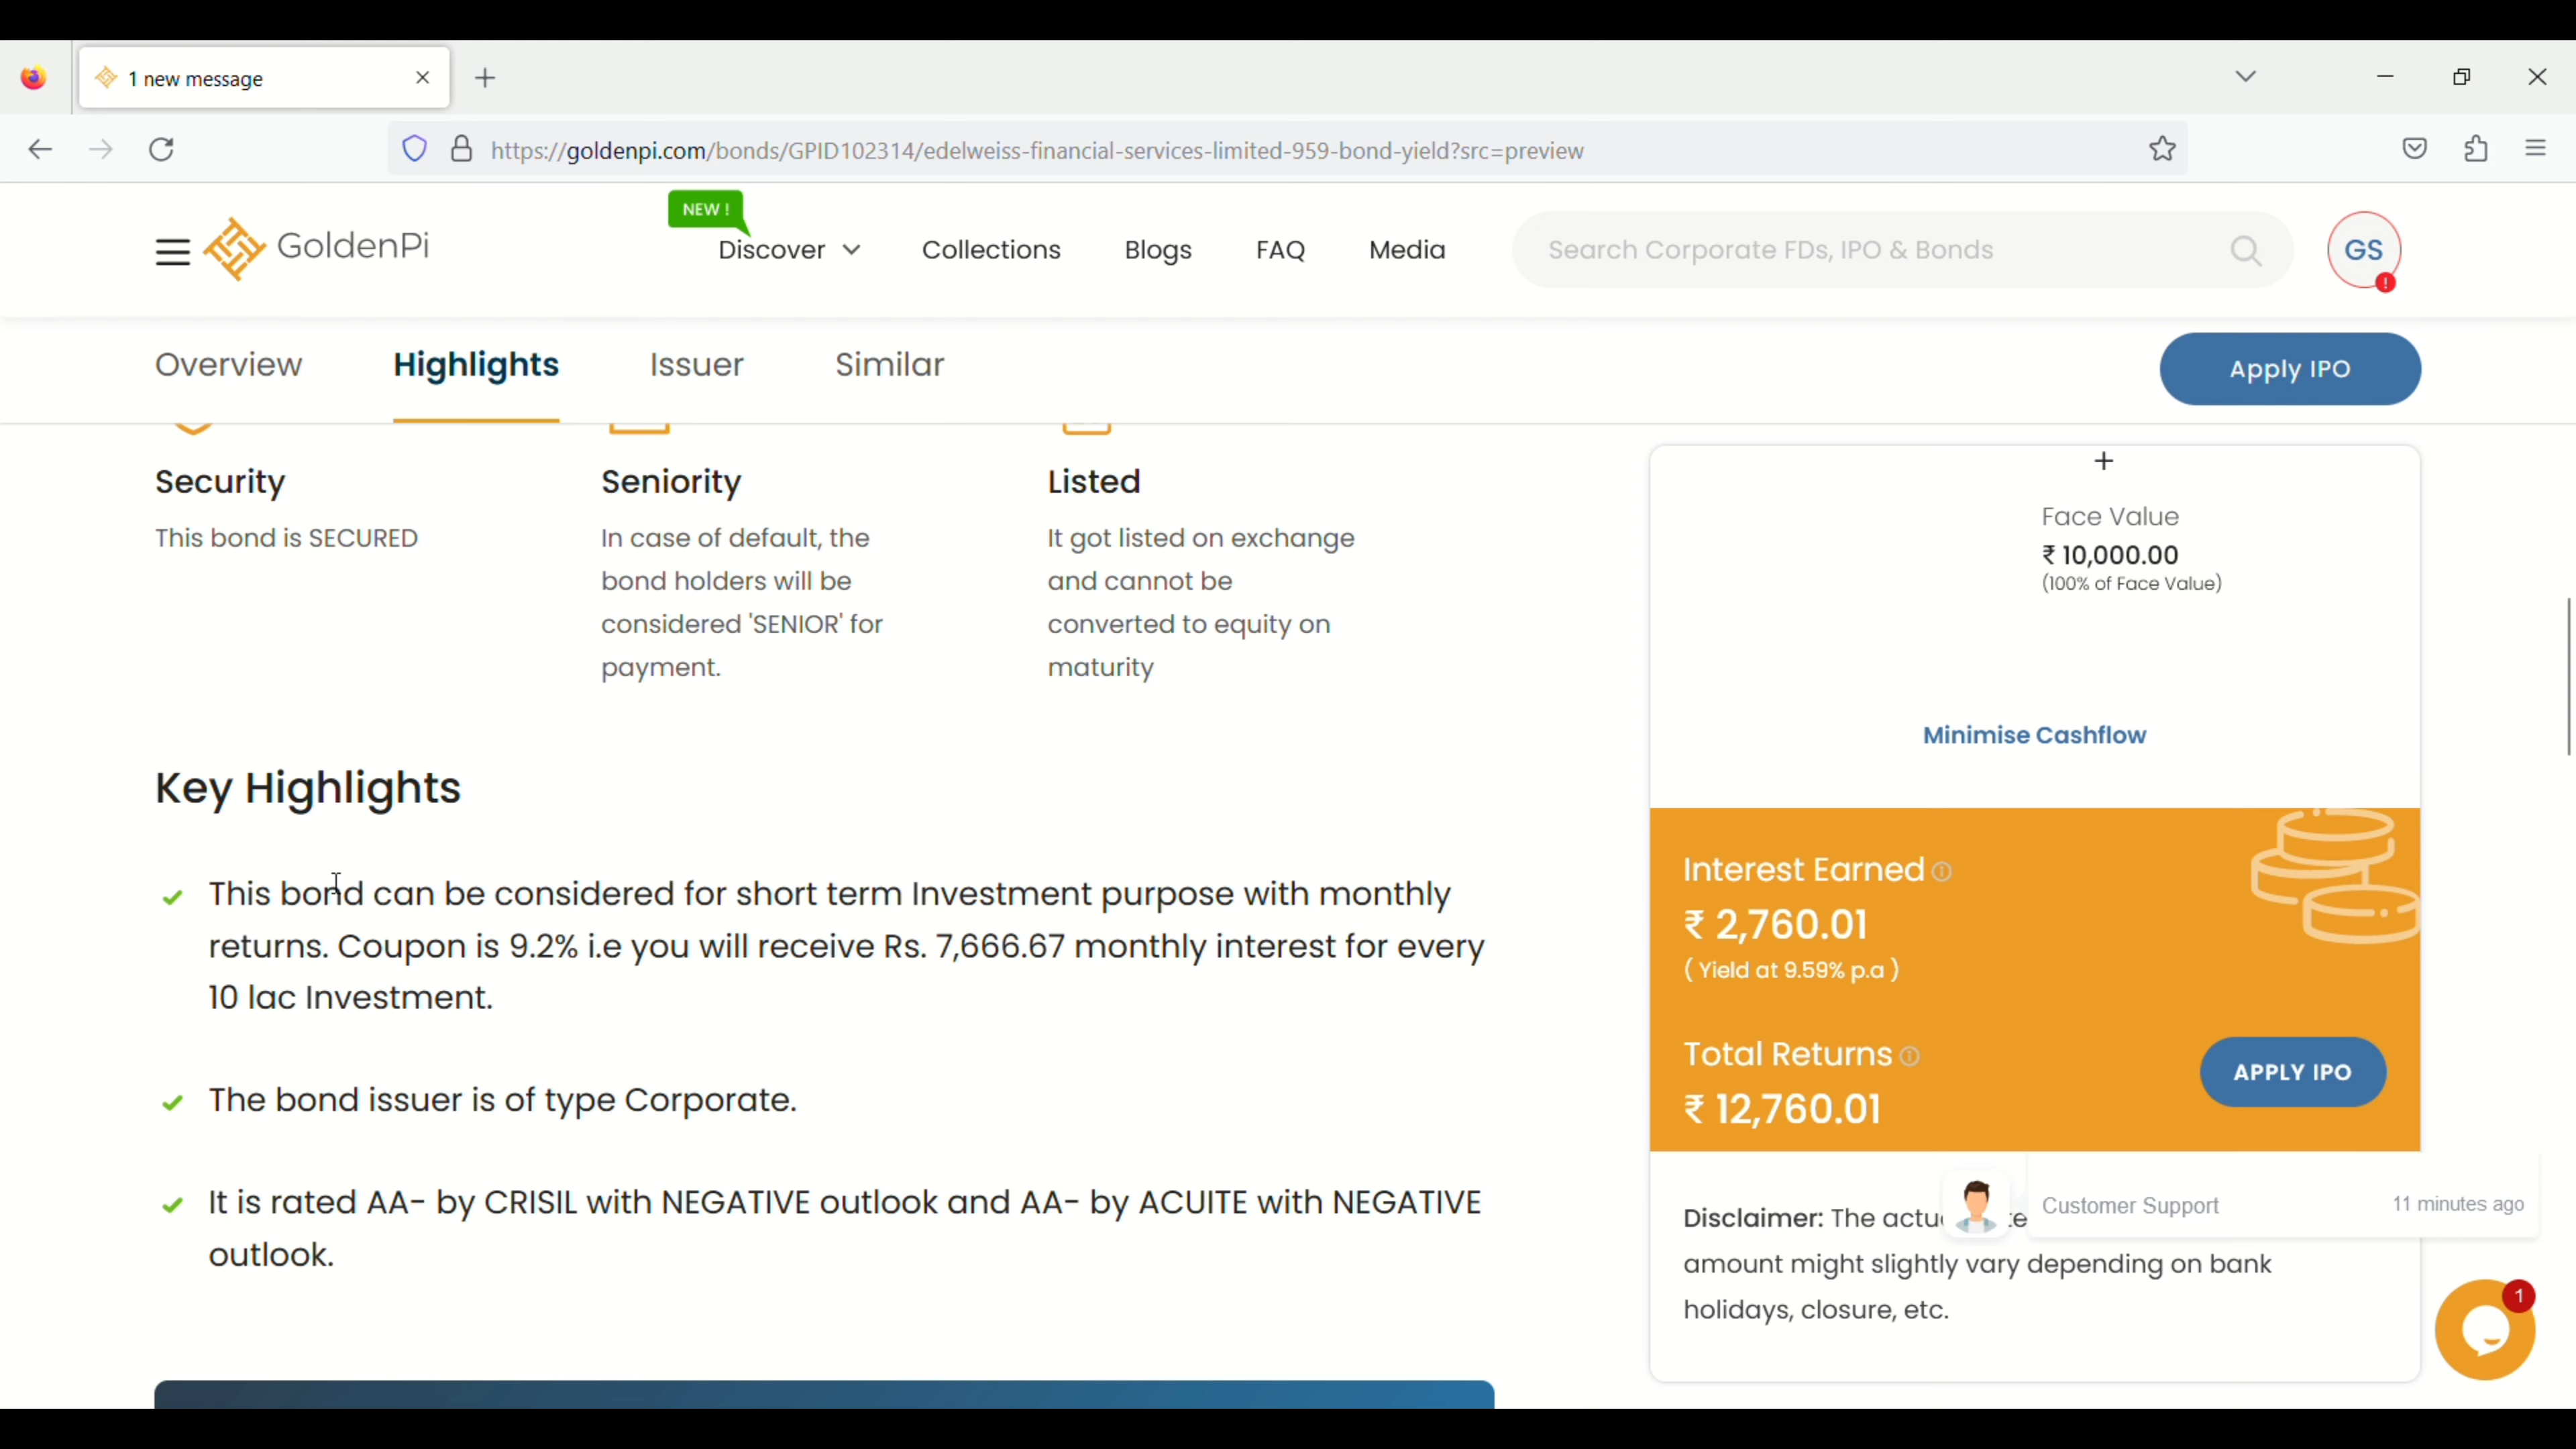 1 new message
https://goldenpi.com/bonds/GPID102314/edelweiss-financial-services-limited-959-bond-yield?src=preview
GoldenPi
NEW !
Discover
Collections
Blogs
FAQ
Media
Search Corporate FDs, IPO & Bonds
GS
!
Overview
Highlights
Issuer
Similar
Apply IPO
Security
This bond is SECURED
Seniority
In case of default, the
bond holders will be
considered 'SENIOR' for
payment.
Listed
It got listed on exchange
and cannot be
converted to equity on
maturity
Key Highlights
This bond can be considered for short term Investment purpose with monthly
returns. Coupon is 9.2% i.e you will receive Rs. 7,666.67 monthly interest for every
10 lac Investment.
The bond issuer is of type Corporate.
It is rated AA- by CRISIL with NEGATIVE outlook and AA- by ACUITE with NEGATIVE
outlook.
+
Face Value
₹ 10,000.00
(100% of Face Value)
Minimise Cashflow
Interest Earned
₹ 2,760.01
( Yield at 9.59% p.a )
Total Returns
₹ 12,760.01
APPLY IPO
Disclaimer: The
amount might slightly vary depending on bank
holidays, closure, etc.
Customer Support
11 minutes ago
1